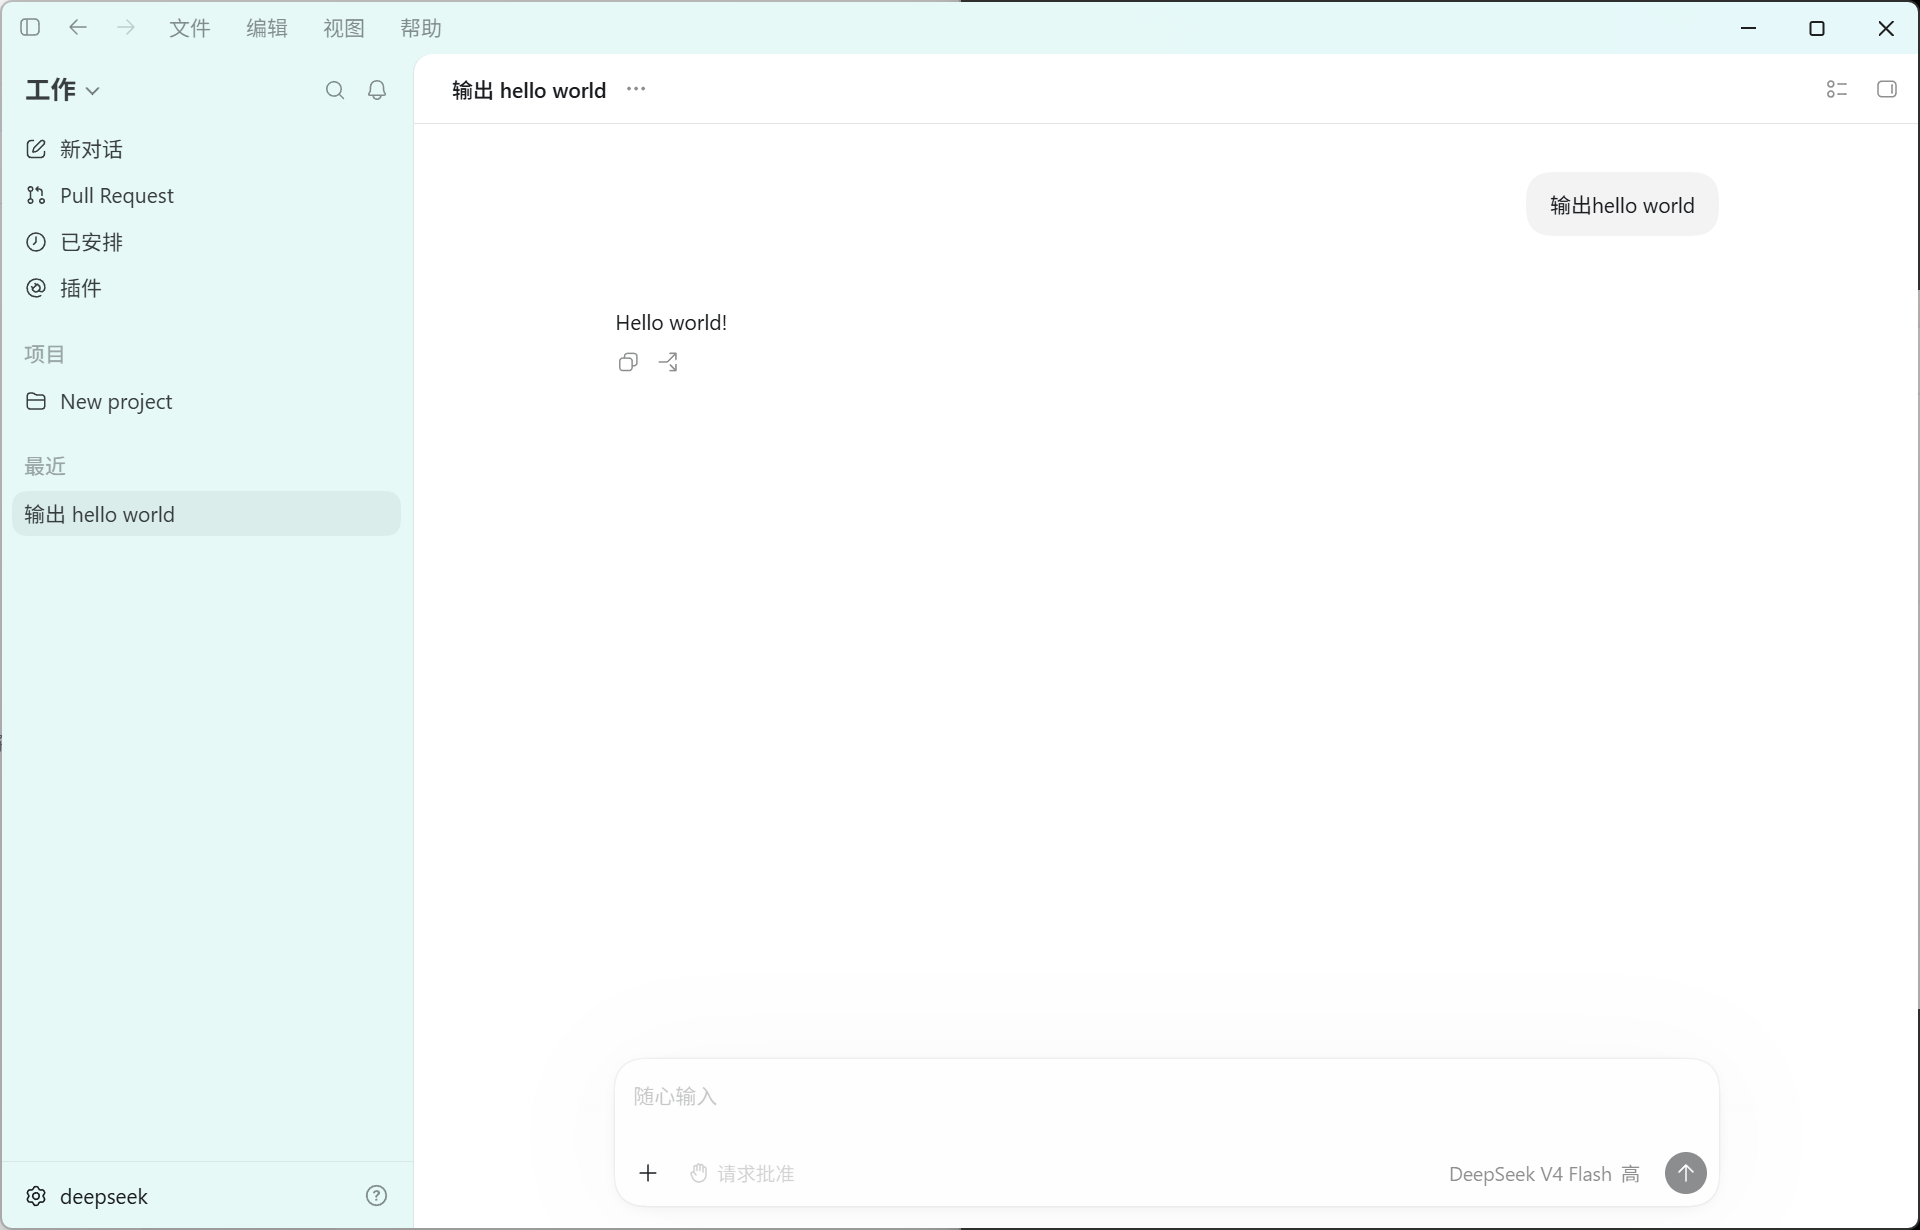 文件 编辑 视图 帮助
工作
新对话
Pull Request
已安排
插件
项目
New project
最近
输出 hello world
deepseek
输出 hello world
输出hello world
Hello world!
随心输入
请求批准
DeepSeek V4 Flash 高